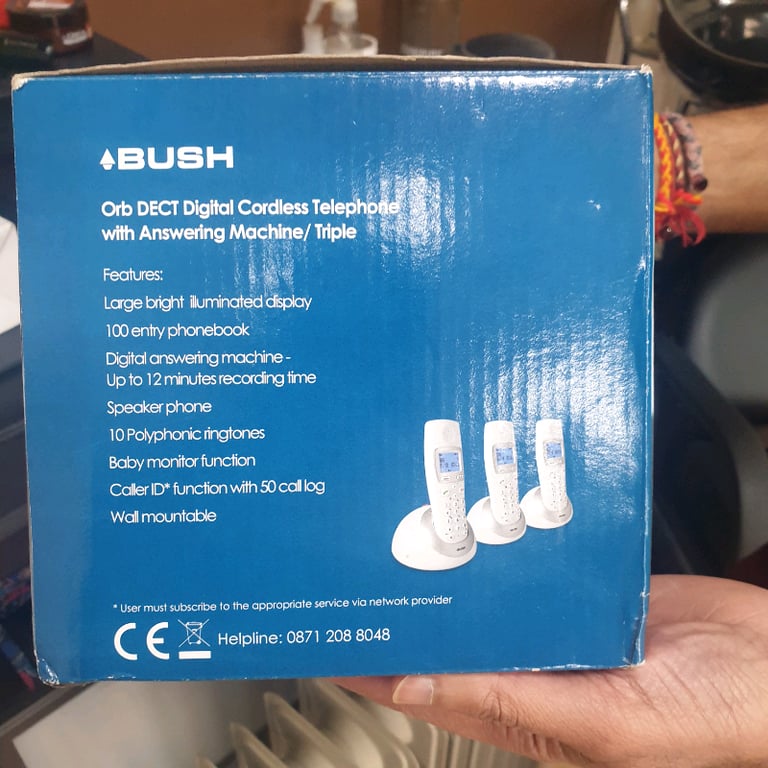 BUSH
Orb DECT Digital Cordless Telephone
with Answering Machine/ Triple
Features:
Large bright illuminated display
100 entry phonebook
Digital answering machine -
Up to 12 minutes recording time
Speaker phone
10 Polyphonic ringtones
Baby monitor function
Caller ID* function with 50 call log
Wall mountable
* User must subscribe to the appropriate service via network provider
CE Helpline: 0871 208 8048